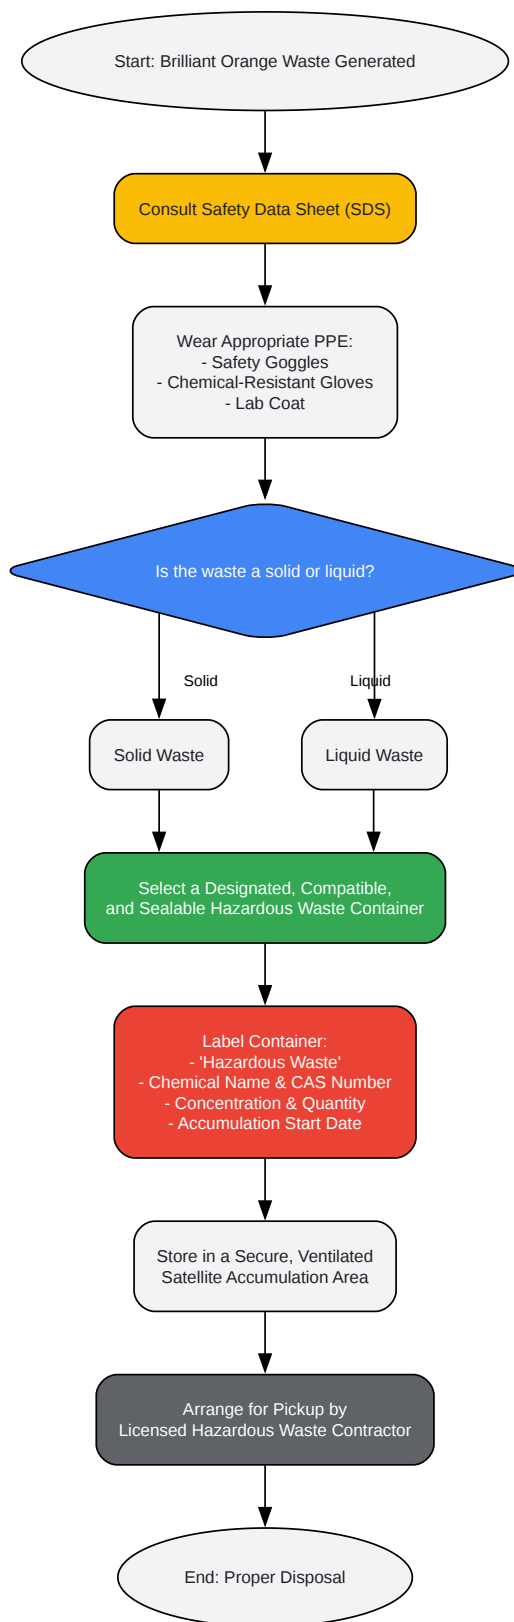 Start: Brilliant Orange Waste Generated
Consult Safety Data Sheet (SDS)
Wear Appropriate PPE:
- Safety Goggles
- Chemical-Resistant Gloves
- Lab Coat
Is the waste a solid or liquid?
Solid
Liquid
Solid Waste
Liquid Waste
Select a Designated, Compatible,
and Sealable Hazardous Waste Container
Label Container:
- 'Hazardous Waste'
- Chemical Name & CAS Number
- Concentration & Quantity
- Accumulation Start Date
Store in a Secure, Ventilated
Satellite Accumulation Area
Arrange for Pickup by
Licensed Hazardous Waste Contractor
End: Proper Disposal